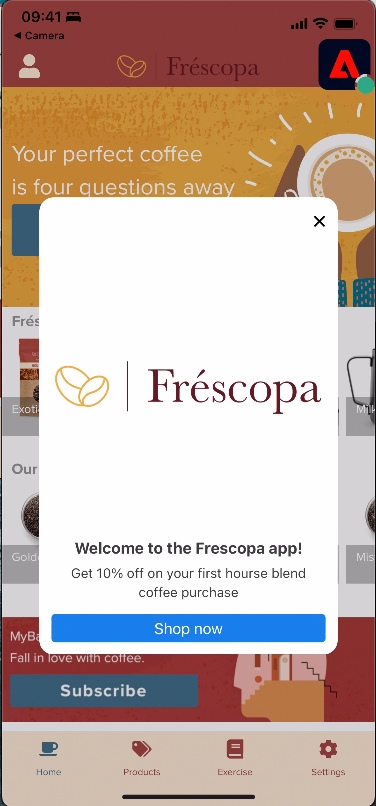 09:41
Camera
Fréscopa
Your perfect coffee
is four questions away
Frés
Exoti
Milk
Our
Golde
Mis
Fréscopa
Welcome to the Frescopa app!
Get 10% off on your first hourse blend
coffee purchase
Shop now
MyBa
Fall in love with coffee.
Subscribe
Home
Products
Exercise
Settings